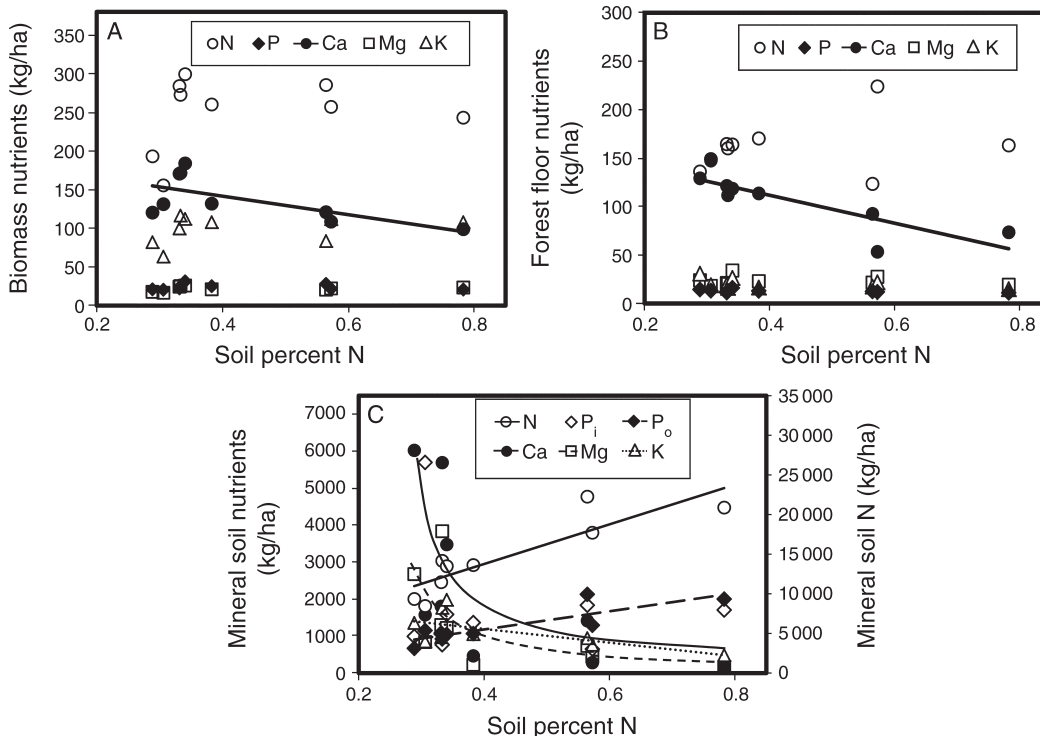 A
N P Ca Mg K
350
300
250
200
150
100
50
0
0.2 0.4 0.6 0.8
Biomass nutrients (kg/ha)
Soil percent N
B
N P Ca Mg K
300
250
200
150
100
50
0
0.2 0.4 0.6 0.8
Forest floor nutrients
(kg/ha)
Soil percent N
C
N Pi Po
Ca Mg K
7000
6000
5000
4000
3000
2000
1000
0
35 000
30 000
25 000
20 000
15 000
10 000
5 000
0
0.2 0.4 0.6 0.8
Mineral soil nutrients
(kg/ha)
Mineral soil N (kg/ha)
Soil percent N